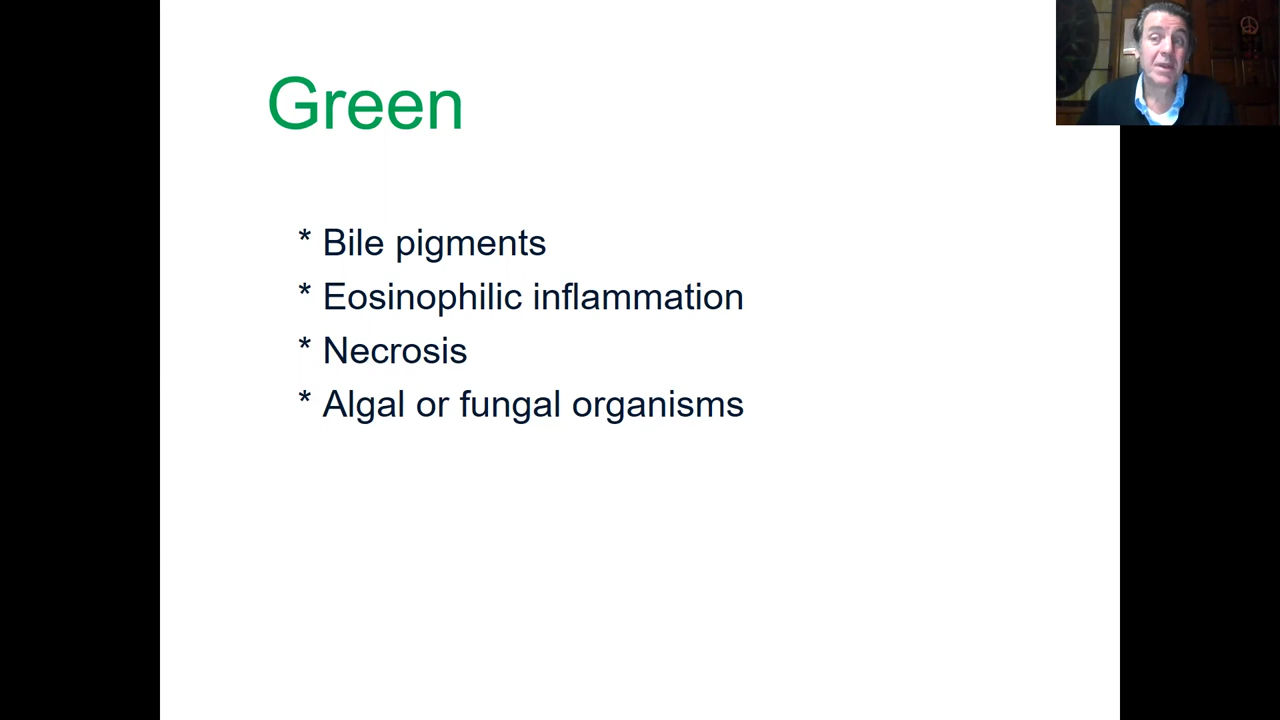 Green
* Bile pigments
* Eosinophilic inflammation
* Necrosis
* Algal or fungal organisms